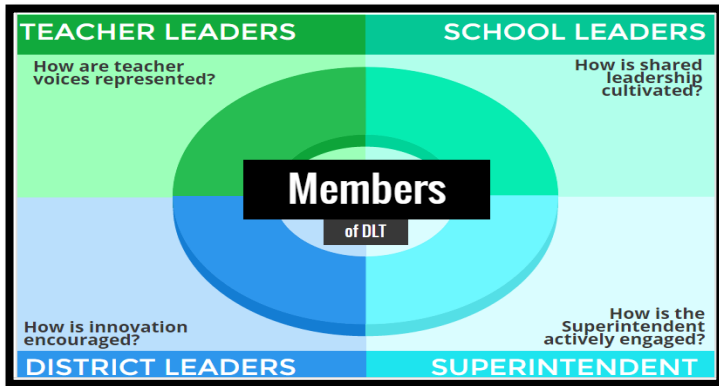 TEACHER LEADERS
How are teacher
voices represented?
SCHOOL LEADERS
How is shared
leadership
cultivated?
Members
of DLT
How is innovation
encouraged?
DISTRICT LEADERS
How is the
Superintendent
actively engaged?
SUPERINTENDENT